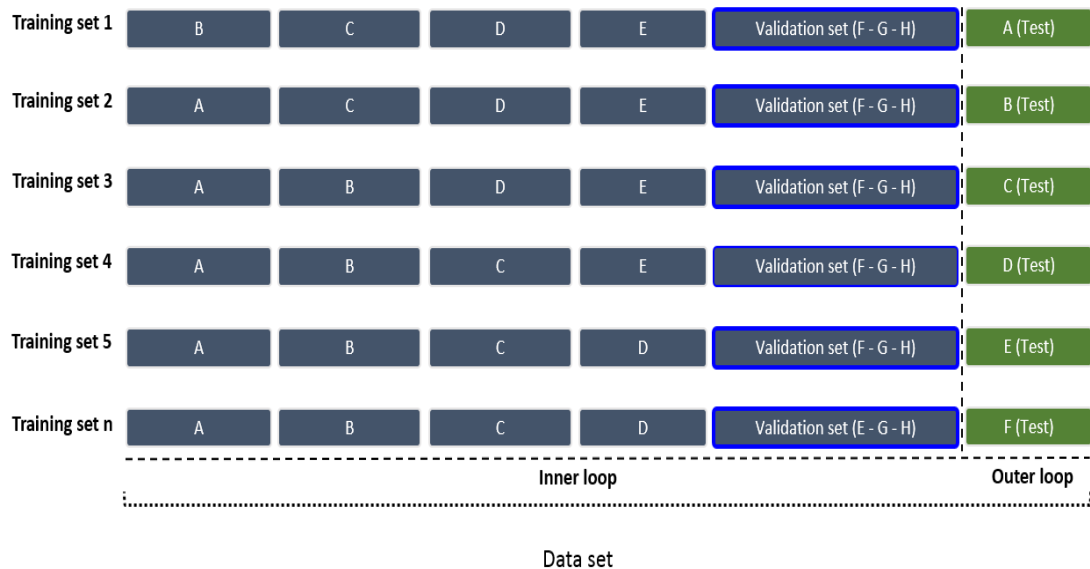 Training set 1 B C D E Validation set (F - G - H) A (Test)
Training set 2 A C D E Validation set (F - G - H) B (Test)
Training set 3 A B D E Validation set (F - G - H) C (Test)
Training set 4 A B C E Validation set (F - G - H) D (Test)
Training set 5 A B C D Validation set (F - G - H) E (Test)
Training set n A B C D Validation set (E - G - H) F (Test)
Inner loop Outer loop
Data set